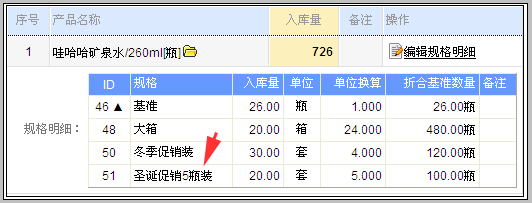 序号 产品名称 入库量 备注 操作
1 哇哈哈矿泉水/260ml[瓶] 726 编辑规格明细
规格明细：
ID 规格 入库量 单位 单位换算 折合基准数量 备注
46 ▲ 基准 26.00 瓶 1.000 26.00瓶
48 大箱 20.00 箱 24.000 480.00瓶
50 冬季促销装 30.00 套 4.000 120.00瓶
51 圣诞促销5瓶装 20.00 套 5.000 100.00瓶